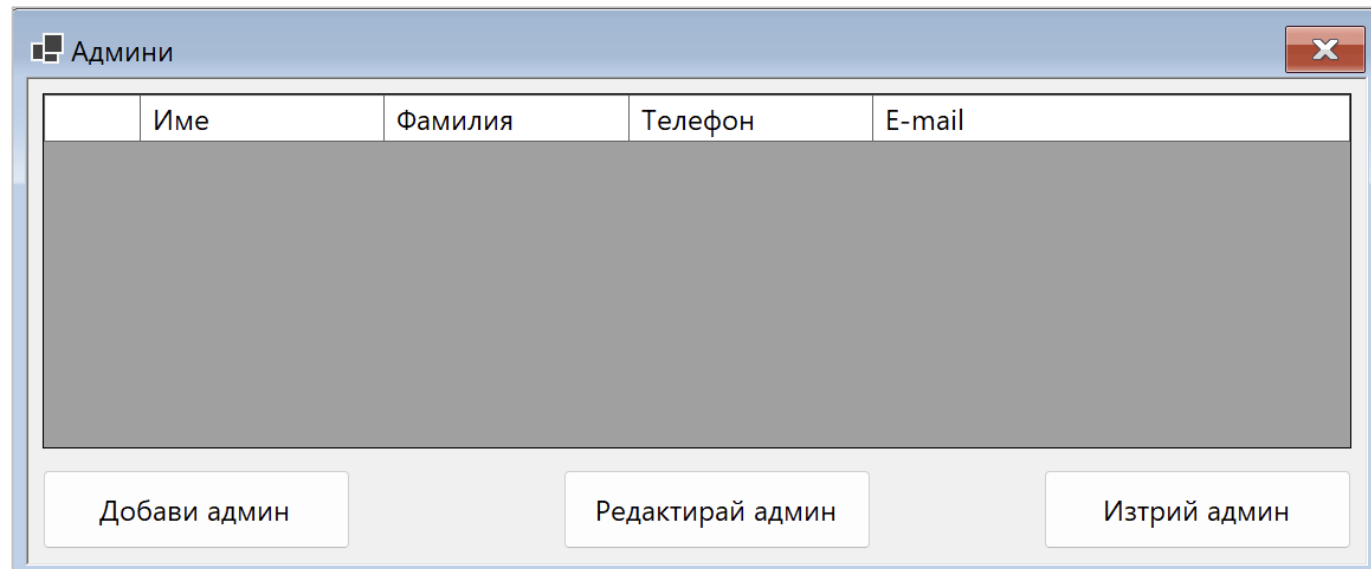 Админи
Име Фамилия Телефон E-mail
Добави админ Редактирай админ Изтрий админ